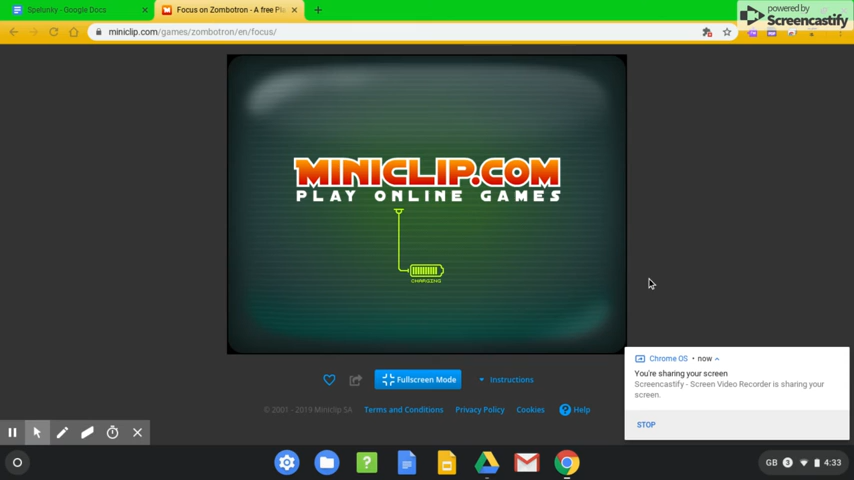 Spelunky - Google Docs
Focus on Zombotron - A free Pla
powered by
Screencastify
miniclip.com/games/zombotron/en/focus/
MINICLIP.COM
PLAY ONLINE GAMES
CHARGING
Chrome OS • now
You're sharing your screen
Screencastify - Screen Video Recorder is sharing your
screen.
STOP
Fullscreen Mode
Instructions
© 2001 - 2019 Miniclip SA
Terms and Conditions
Privacy Policy
Cookies
Help
GB
3
4:33